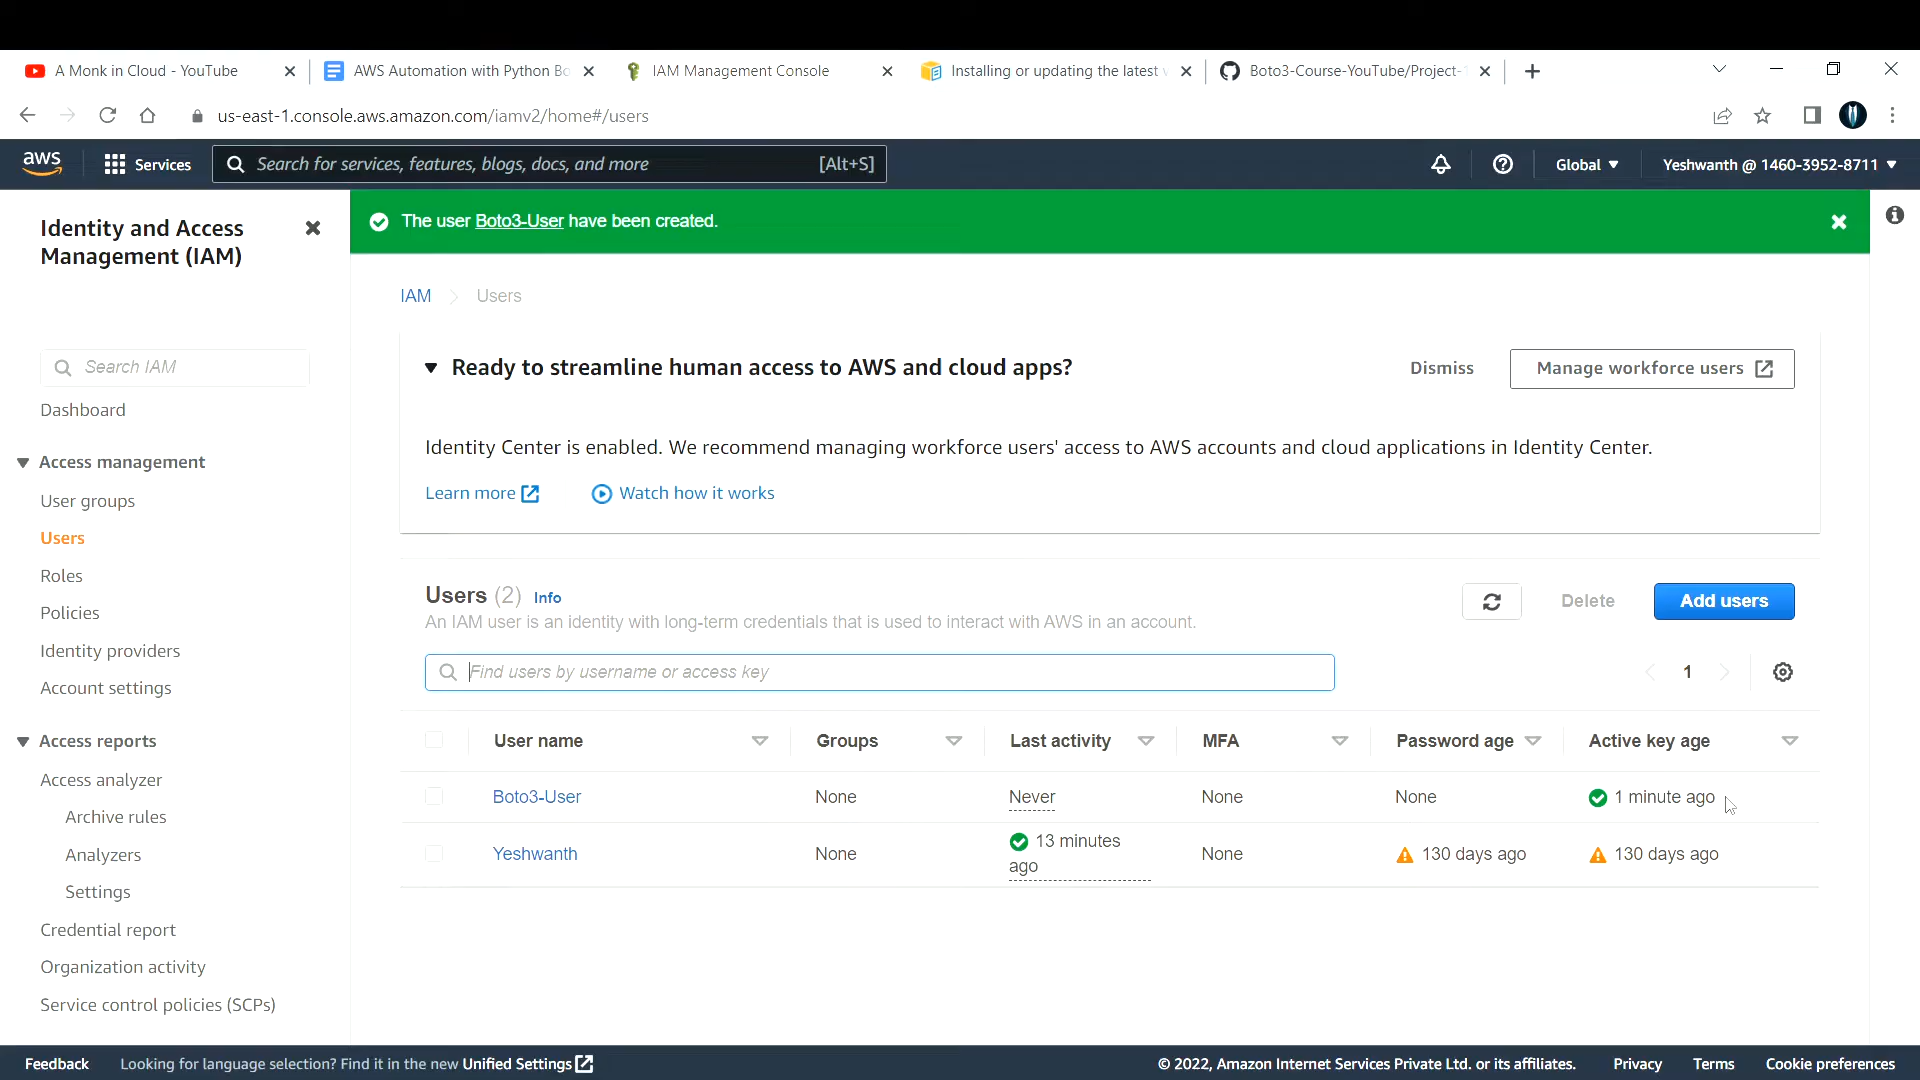 A Monk in Cloud - YouTube
AWS Automation with Python Bo
IAM Management Console
Installing or updating the latest v
Boto3-Course-YouTube/Project-1
us-east-1.console.aws.amazon.com/iamv2/home#/users
aws
Services
Search for services, features, blogs, docs, and more
[Alt+S]
Global
Yeshwanth @ 1460-3952-8711
Identity and Access
Management (IAM)
Search IAM
Dashboard
Access management
User groups
Users
Roles
Policies
Identity providers
Account settings
Access reports
Access analyzer
Archive rules
Analyzers
Settings
Credential report
Organization activity
Service control policies (SCPs)
The user Boto3-User have been created.
IAM
Users
Ready to streamline human access to AWS and cloud apps?
Dismiss
Manage workforce users
Identity Center is enabled. We recommend managing workforce users' access to AWS accounts and cloud applications in Identity Center.
Learn more
Watch how it works
Users (2) Info
An IAM user is an identity with long-term credentials that is used to interact with AWS in an account.
Delete
Add users
Find users by username or access key
1
User name Groups Last activity MFA Password age Active key age
Boto3-User None Never None None 1 minute ago
Yeshwanth None 13 minutes ago None 130 days ago 130 days ago
Feedback
Looking for language selection? Find it in the new Unified Settings
© 2022, Amazon Internet Services Private Ltd. or its affiliates.
Privacy
Terms
Cookie preferences